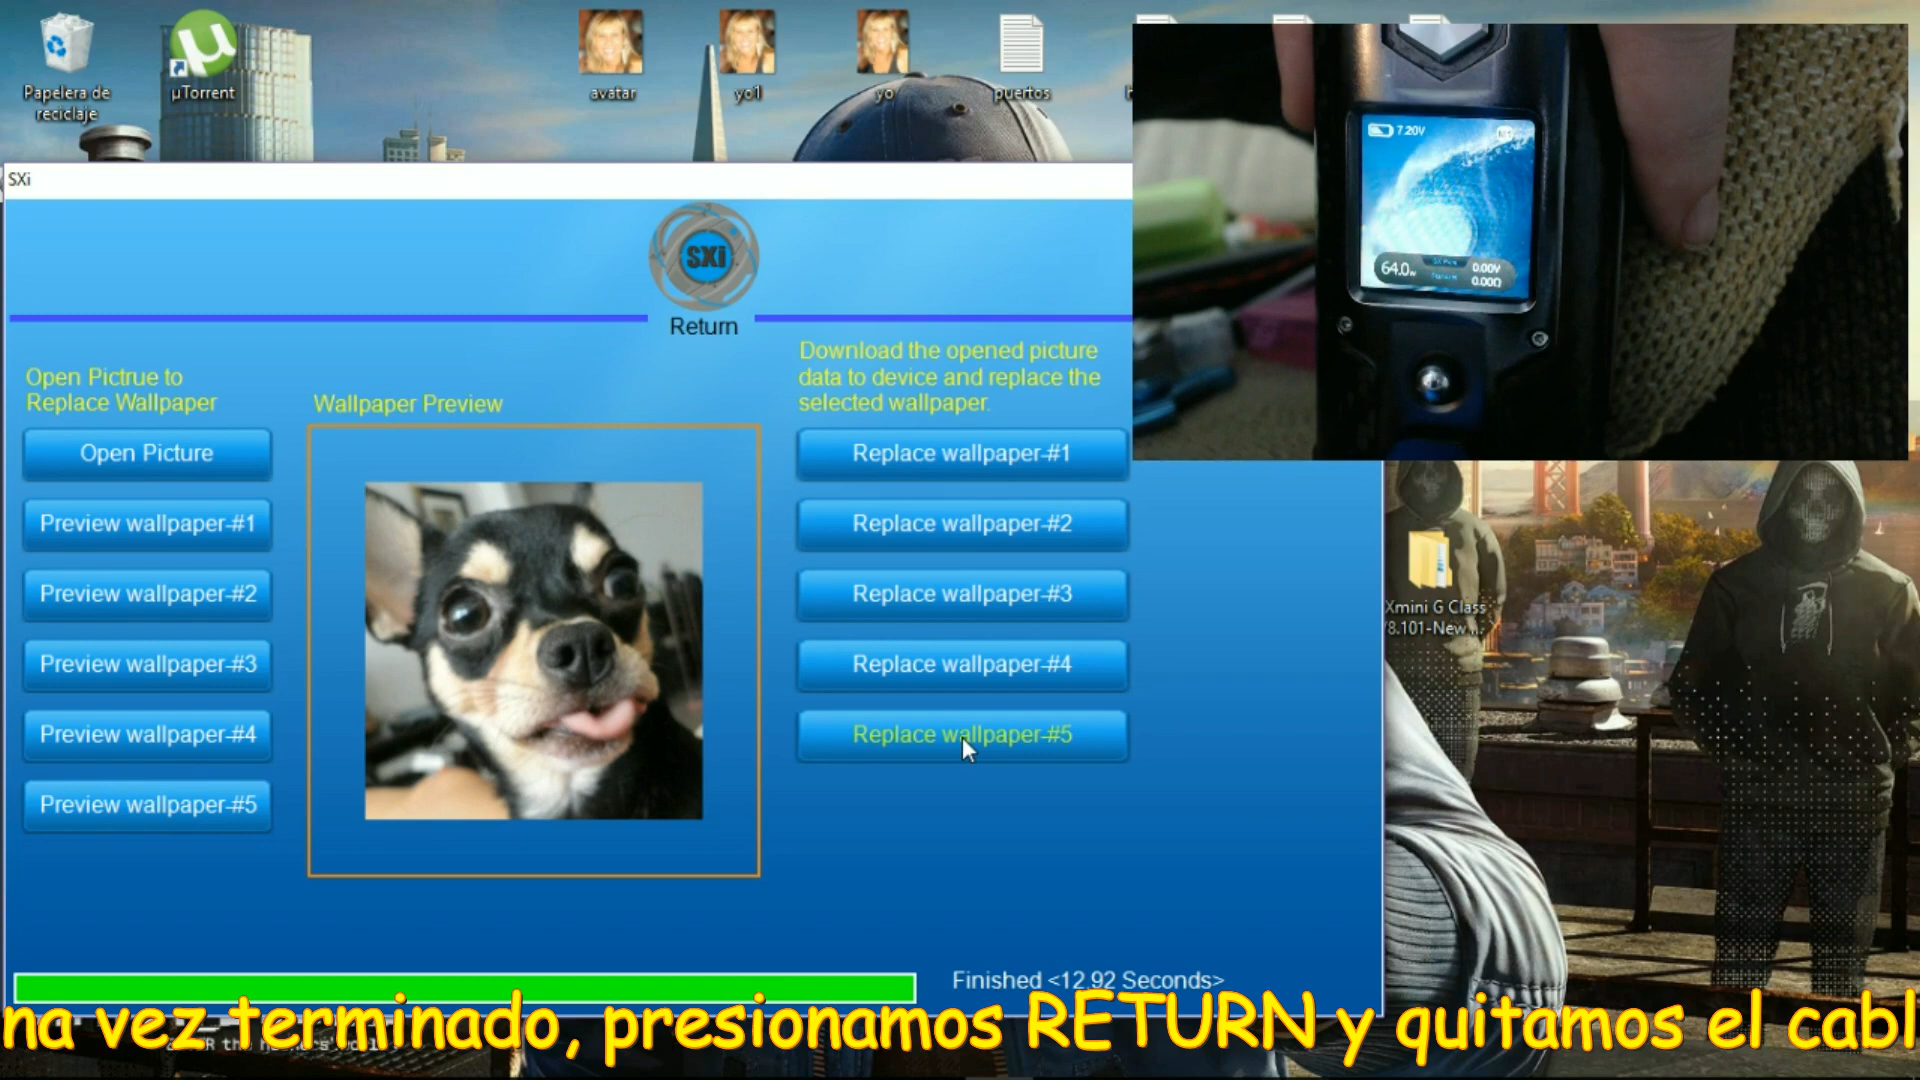 Papelera de
reciclaje
µTorrent
avatar
yo1
yo
puertos
SXi
SXi
Return
7.20V
64.0w
0.00V
0.00Ω
Open Pictrue to
Replace Wallpaper
Wallpaper Preview
Download the opened picture
data to device and replace the
selected wallpaper.
Open Picture
Preview wallpaper-#1
Preview wallpaper-#2
Preview wallpaper-#3
Preview wallpaper-#4
Preview wallpaper-#5
Replace wallpaper-#1
Replace wallpaper-#2
Replace wallpaper-#3
Replace wallpaper-#4
Replace wallpaper-#5
Xmini G Class
8.101-New ...
Finished <12.92 Seconds>
na vez terminado, presionamos RETURN y quitamos el cabl